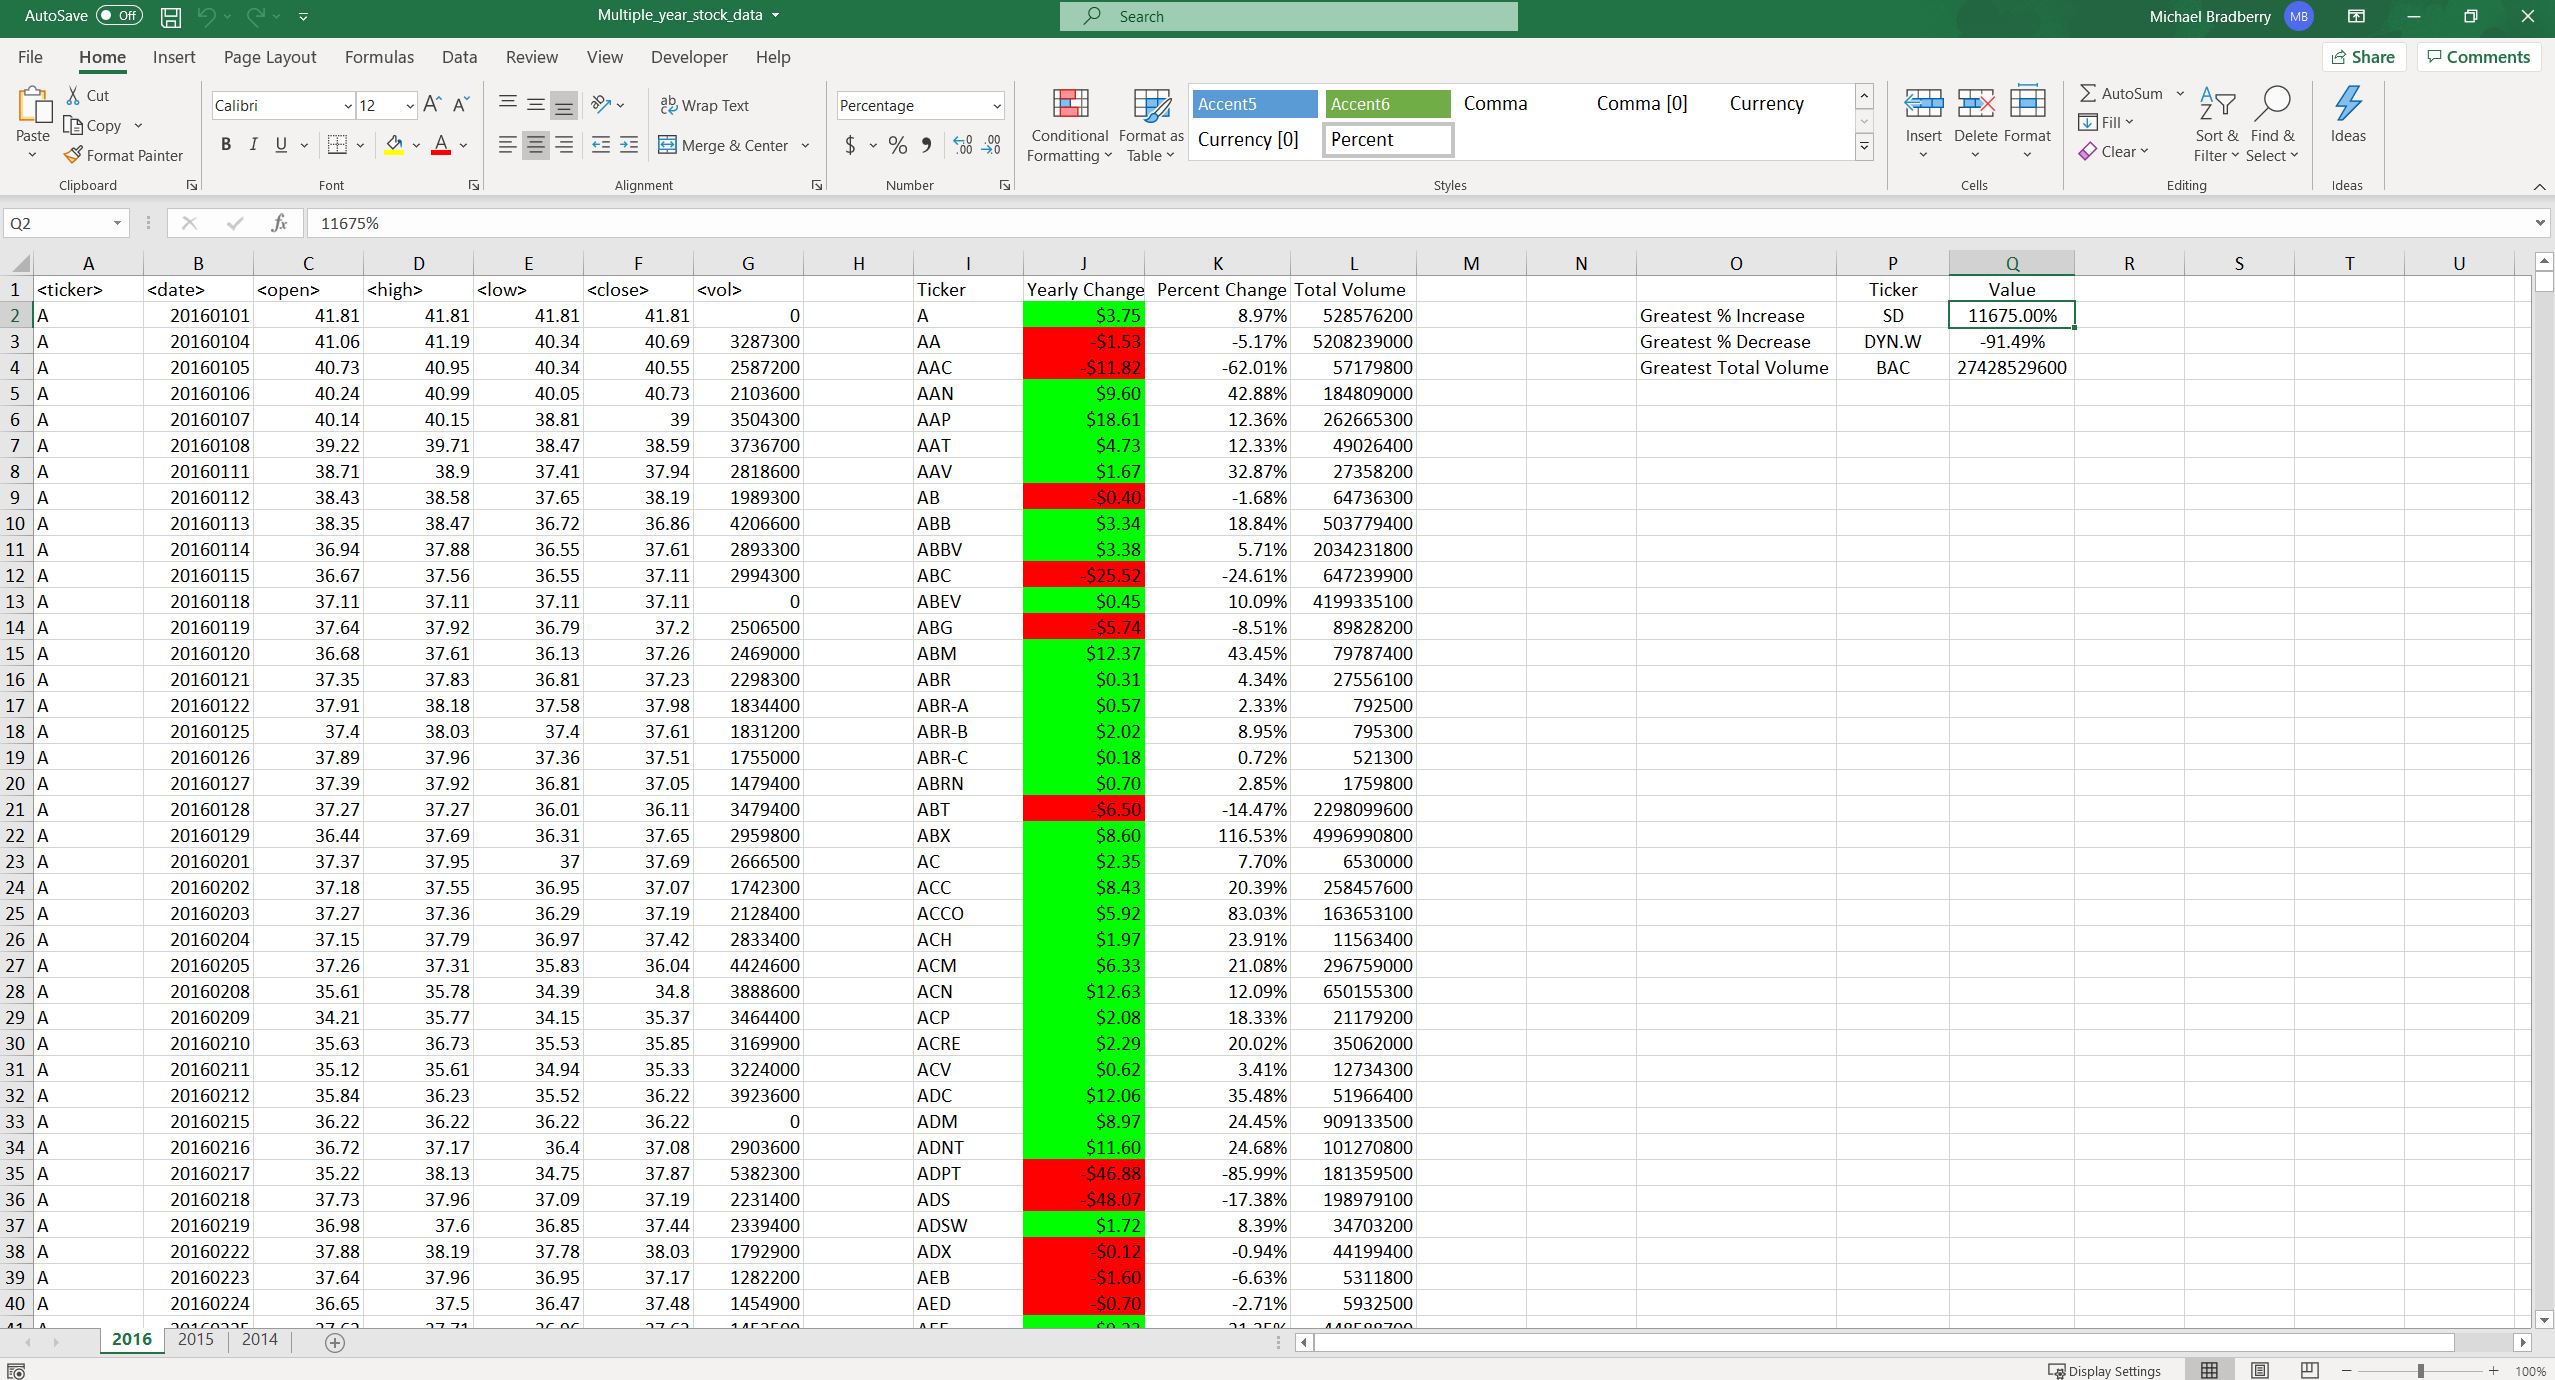 AutoSave Off Multiple_year_stock_data Search Michael Bradberry MB
File Home Insert Page Layout Formulas Data Review View Developer Help Share Comments
Paste Cut Copy Format Painter Clipboard
Calibri 12 B I U A Font
ab Wrap Text Merge & Center Alignment
Percentage $ % , .00 Number
Conditional Formatting Format as Table
Accent5 Accent6 Comma Comma [0] Currency
Currency [0] Percent
Styles
Insert Delete Format Cells
AutoSum Fill Clear Sort & Filter Find & Select Editing
Ideas Ideas
Q2 fx 11675%
A B C D E F G H I J K L M N O P Q R S T U
1 <ticker> <date> <open> <high> <low> <close> <vol> Ticker Yearly Change Percent Change Total Volume Ticker Value
2 A 20160101 41.81 41.81 41.81 41.81 0 A $3.75 8.97% 528576200 Greatest % Increase SD 11675.00%
3 A 20160104 41.06 41.19 40.34 40.69 3287300 AA -$1.53 -5.17% 5208239000 Greatest % Decrease DYN.W -91.49%
4 A 20160105 40.73 40.95 40.34 40.55 2587200 AAC -$11.82 -62.01% 57179800 Greatest Total Volume BAC 27428529600
5 A 20160106 40.24 40.99 40.05 40.73 2103600 AAN $9.60 42.88% 184809000
6 A 20160107 40.14 40.15 38.81 39 3504300 AAP $18.61 12.36% 262665300
7 A 20160108 39.22 39.71 38.47 38.59 3736700 AAT $4.73 12.33% 49026400
8 A 20160111 38.71 38.9 37.41 37.94 2818600 AAV $1.67 32.87% 27358200
9 A 20160112 38.43 38.58 37.65 38.19 1989300 AB -$0.40 -1.68% 64736300
10 A 20160113 38.35 38.47 36.72 36.86 4206600 ABB $3.34 18.84% 503779400
11 A 20160114 36.94 37.88 36.55 37.61 2893300 ABBV $3.38 5.71% 2034231800
12 A 20160115 36.67 37.56 36.55 37.11 2994300 ABC -$25.52 -24.61% 647239900
13 A 20160118 37.11 37.11 37.11 37.11 0 ABEV $0.45 10.09% 4199335100
14 A 20160119 37.64 37.92 36.79 37.2 2506500 ABG -$5.74 -8.51% 89828200
15 A 20160120 36.68 37.61 36.13 37.26 2469000 ABM $12.37 43.45% 79787400
16 A 20160121 37.35 37.83 36.81 37.23 2298300 ABR $0.31 4.34% 27556100
17 A 20160122 37.91 38.18 37.58 37.98 1834400 ABR-A $0.57 2.33% 792500
18 A 20160125 37.4 38.03 37.4 37.61 1831200 ABR-B $2.02 8.95% 795300
19 A 20160126 37.89 37.96 37.36 37.51 1755000 ABR-C $0.18 0.72% 521300
20 A 20160127 37.39 37.92 36.81 37.05 1479400 ABRN $0.70 2.85% 1759800
21 A 20160128 37.27 37.27 36.01 36.11 3479400 ABT -$6.50 -14.47% 2298099600
22 A 20160129 36.44 37.69 36.31 37.65 2959800 ABX $8.60 116.53% 4996990800
23 A 20160201 37.37 37.95 37 37.69 2666500 AC $2.35 7.70% 6530000
24 A 20160202 37.18 37.55 36.95 37.07 1742300 ACC $8.43 20.39% 258457600
25 A 20160203 37.27 37.36 36.29 37.19 2128400 ACCO $5.92 83.03% 163653100
26 A 20160204 37.15 37.79 36.97 37.42 2833400 ACH $1.97 23.91% 11563400
27 A 20160205 37.26 37.31 35.83 36.04 4424600 ACM $6.33 21.08% 296759000
28 A 20160208 35.61 35.78 34.39 34.8 3888600 ACN $12.63 12.09% 650155300
29 A 20160209 34.21 35.77 34.15 35.37 3464400 ACP $2.08 18.33% 21179200
30 A 20160210 35.63 36.73 35.53 35.85 3169900 ACRE $2.29 20.02% 35062000
31 A 20160211 35.12 35.61 34.94 35.33 3224000 ACV $0.62 3.41% 12734300
32 A 20160212 35.84 36.23 35.52 36.22 3923600 ADC $12.06 35.48% 51966400
33 A 20160215 36.22 36.22 36.22 36.22 0 ADM $8.97 24.45% 909133500
34 A 20160216 36.72 37.17 36.4 37.08 2903600 ADNT $11.60 24.68% 101270800
35 A 20160217 35.22 38.13 34.75 37.87 5382300 ADPT -$46.88 -85.99% 181359500
36 A 20160218 37.73 37.96 37.09 37.19 2231400 ADS -$48.07 -17.38% 198979100
37 A 20160219 36.98 37.6 36.85 37.44 2339400 ADSW $1.72 8.39% 34703200
38 A 20160222 37.88 38.19 37.78 38.03 1792900 ADX -$0.12 -0.94% 44199400
39 A 20160223 37.64 37.96 36.95 37.17 1282200 AEB -$1.60 -6.63% 5311800
40 A 20160224 36.65 37.5 36.47 37.48 1454900 AED -$0.70 -2.71% 5932500
2016 2015 2014
Display Settings 100%